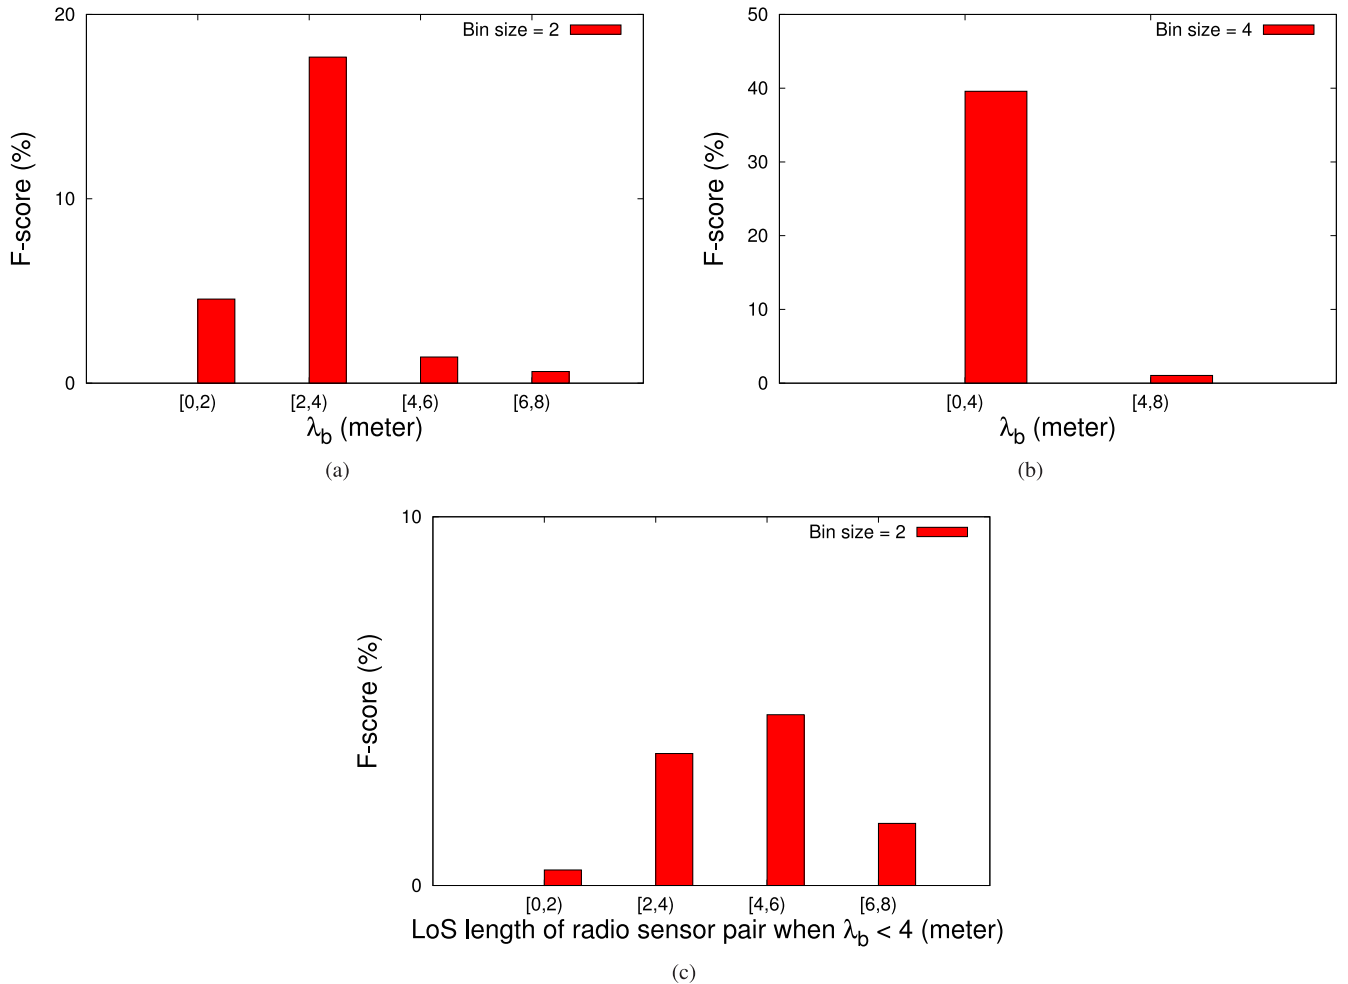 20
10
0
F-score (%)
Bin size = 2
[0,2)
[2,4)
[4,6)
[6,8)
λb (meter)
(a)
50
40
30
20
10
0
F-score (%)
Bin size = 4
[0,4)
[4,8)
λb (meter)
(b)
10
0
F-score (%)
Bin size = 2
[0,2)
[2,4)
[4,6)
[6,8)
LoS length of radio sensor pair when λb < 4 (meter)
(c)